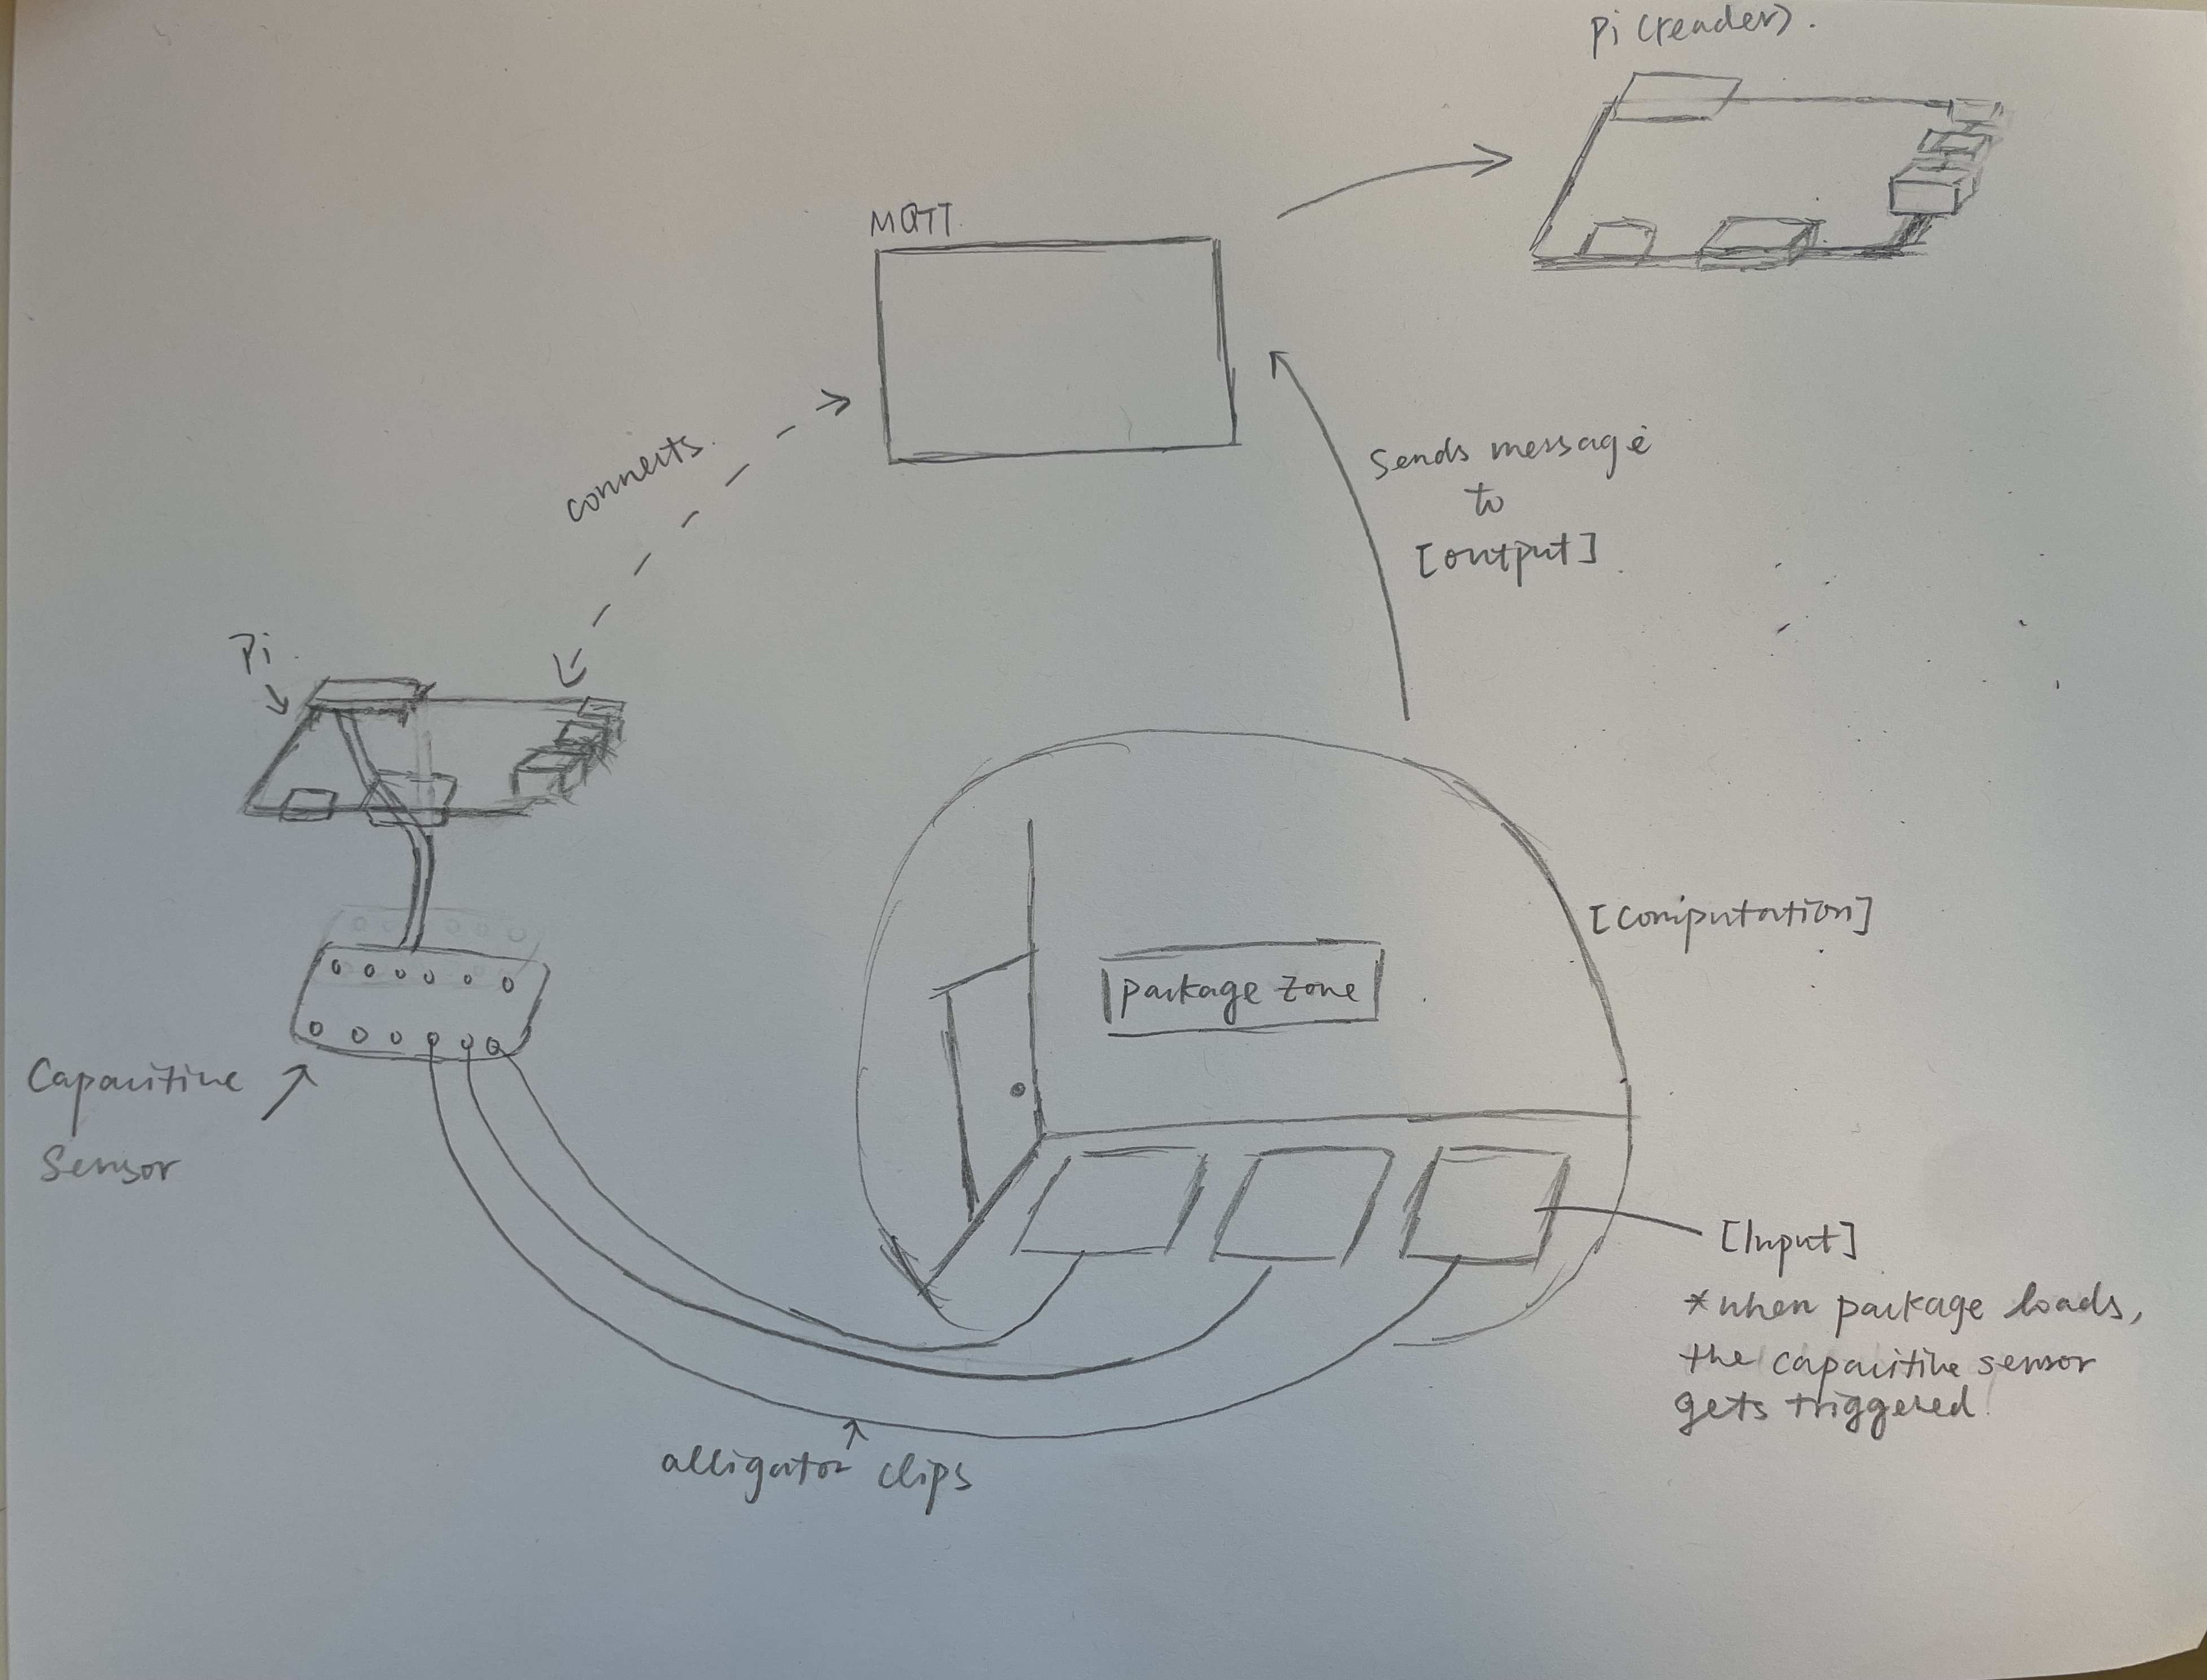 Pi (reader).
MQTT
connects.
Sends message
to
[output]
Pi
[Computation]
package zone
Capacitive
Sensor
[Input]
*when package loads,
the capacitive sensor
gets triggered.
alligator clips